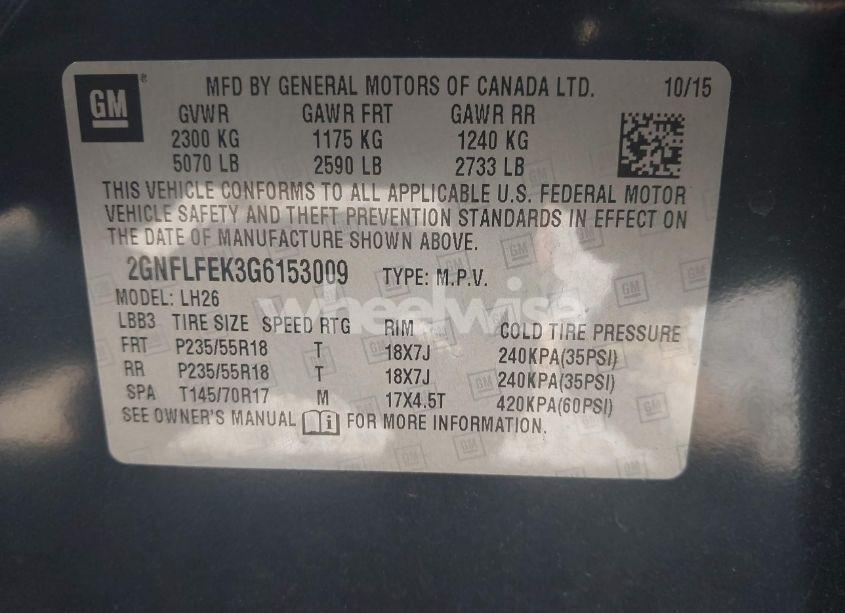 GM ® MFD BY GENERAL MOTORS OF CANADA LTD. 10/15
GVWR GAWR FRT GAWR RR
2300 KG 1175 KG 1240 KG
5070 LB 2590 LB 2733 LB
THIS VEHICLE CONFORMS TO ALL APPLICABLE U.S. FEDERAL MOTOR
VEHICLE SAFETY AND THEFT PREVENTION STANDARDS IN EFFECT ON
THE DATE OF MANUFACTURE SHOWN ABOVE.
2GNFLFEK3G6153009 TYPE: M.P.V.
MODEL: LH26
wheelwise
LBB3 TIRE SIZE SPEED RTG RIM COLD TIRE PRESSURE
FRT P235/55R18 T 18X7J 240KPA(35PSI)
RR P235/55R18 T 18X7J 240KPA(35PSI)
SPA T145/70R17 M 17X4.5T 420KPA(60PSI)
SEE OWNER'S MANUAL i FOR MORE INFORMATION.